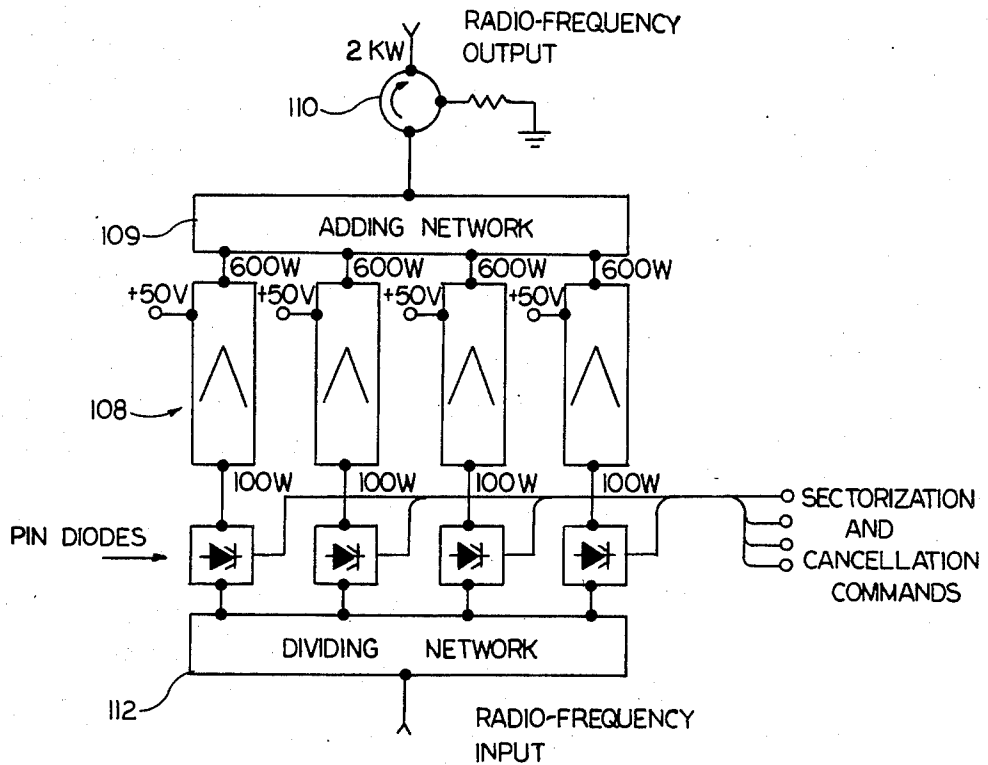 RADIO-FREQUENCY
OUTPUT
2 KW
110
109
ADDING NETWORK
600W 600W 600W 600W
+50V +50V +50V +50V
108
100W 100W 100W 100W
SECTORIZATION
AND
CANCELLATION
COMMANDS
PIN DIODES
DIVIDING NETWORK
112
RADIO-FREQUENCY
INPUT